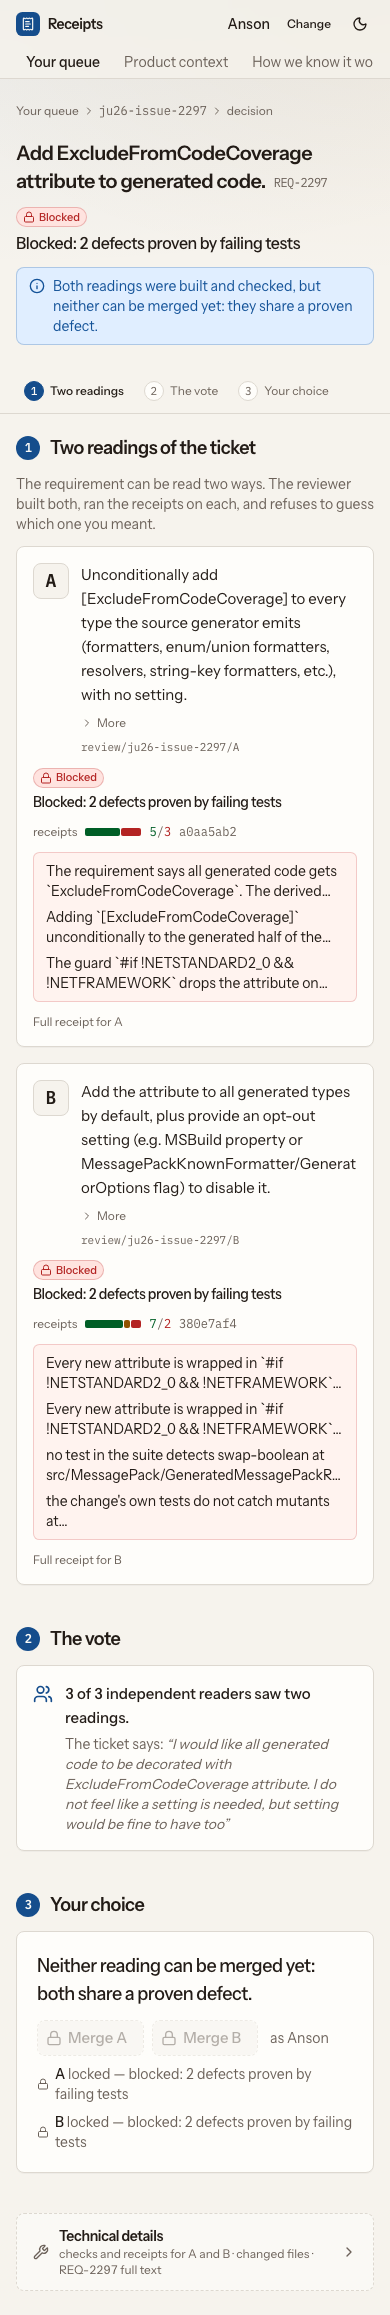 Receipts
Anson Change
Your queue Product context How we know it wo
Your queue > ju26-issue-2297 > decision
Add ExcludeFromCodeCoverage
attribute to generated code. REQ-2297
Blocked
Blocked: 2 defects proven by failing tests
Both readings were built and checked, but
neither can be merged yet: they share a proven
defect.
1 Two readings 2 The vote 3 Your choice
1 Two readings of the ticket
The requirement can be read two ways. The reviewer
built both, ran the receipts on each, and refuses to guess
which one you meant.
A
Unconditionally add
[ExcludeFromCodeCoverage] to every
type the source generator emits
(formatters, enum/union formatters,
resolvers, string-key formatters, etc.),
with no setting.
> More
review/ju26-issue-2297/A
Blocked
Blocked: 2 defects proven by failing tests
receipts 5/3 a0aa5ab2
The requirement says all generated code gets
`ExcludeFromCodeCoverage`. The derived…
Adding `[ExcludeFromCodeCoverage]`
unconditionally to the generated half of the…
The guard `#if !NETSTANDARD2_0 &&
!NETFRAMEWORK` drops the attribute on…
Full receipt for A
B
Add the attribute to all generated types
by default, plus provide an opt-out
setting (e.g. MSBuild property or
MessagePackKnownFormatter/Generat
orOptions flag) to disable it.
> More
review/ju26-issue-2297/B
Blocked
Blocked: 2 defects proven by failing tests
receipts 7/2 380e7af4
Every new attribute is wrapped in `#if
!NETSTANDARD2_0 && !NETFRAMEWORK`…
Every new attribute is wrapped in `#if
!NETSTANDARD2_0 && !NETFRAMEWORK`…
no test in the suite detects swap-boolean at
src/MessagePack/GeneratedMessagePackR…
the change's own tests do not catch mutants
at…
Full receipt for B
2 The vote
3 of 3 independent readers saw two
readings.
The ticket says: “I would like all generated
code to be decorated with
ExcludeFromCodeCoverage attribute. I do
not feel like a setting is needed, but setting
would be fine to have too”
3 Your choice
Neither reading can be merged yet:
both share a proven defect.
Merge A Merge B as Anson
A locked — blocked: 2 defects proven by
failing tests
B locked — blocked: 2 defects proven by failing
tests
Technical details
checks and receipts for A and B · changed files ·
REQ-2297 full text